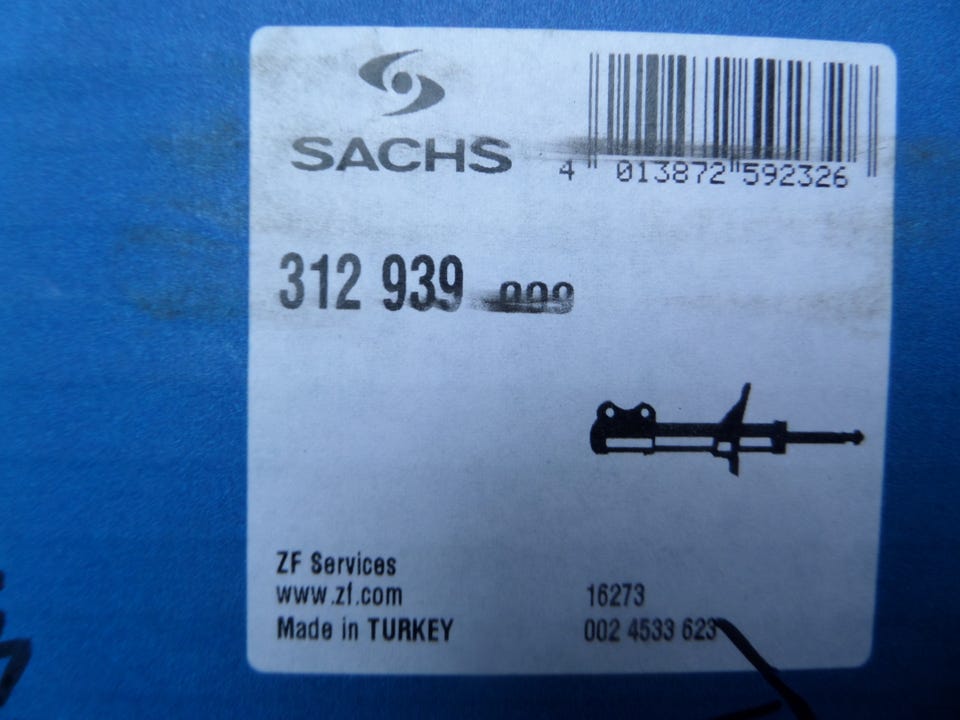 SACHS
4 013872 592326
312 939
ZF Services
www.zf.com
Made in TURKEY
16273
002 4533 623